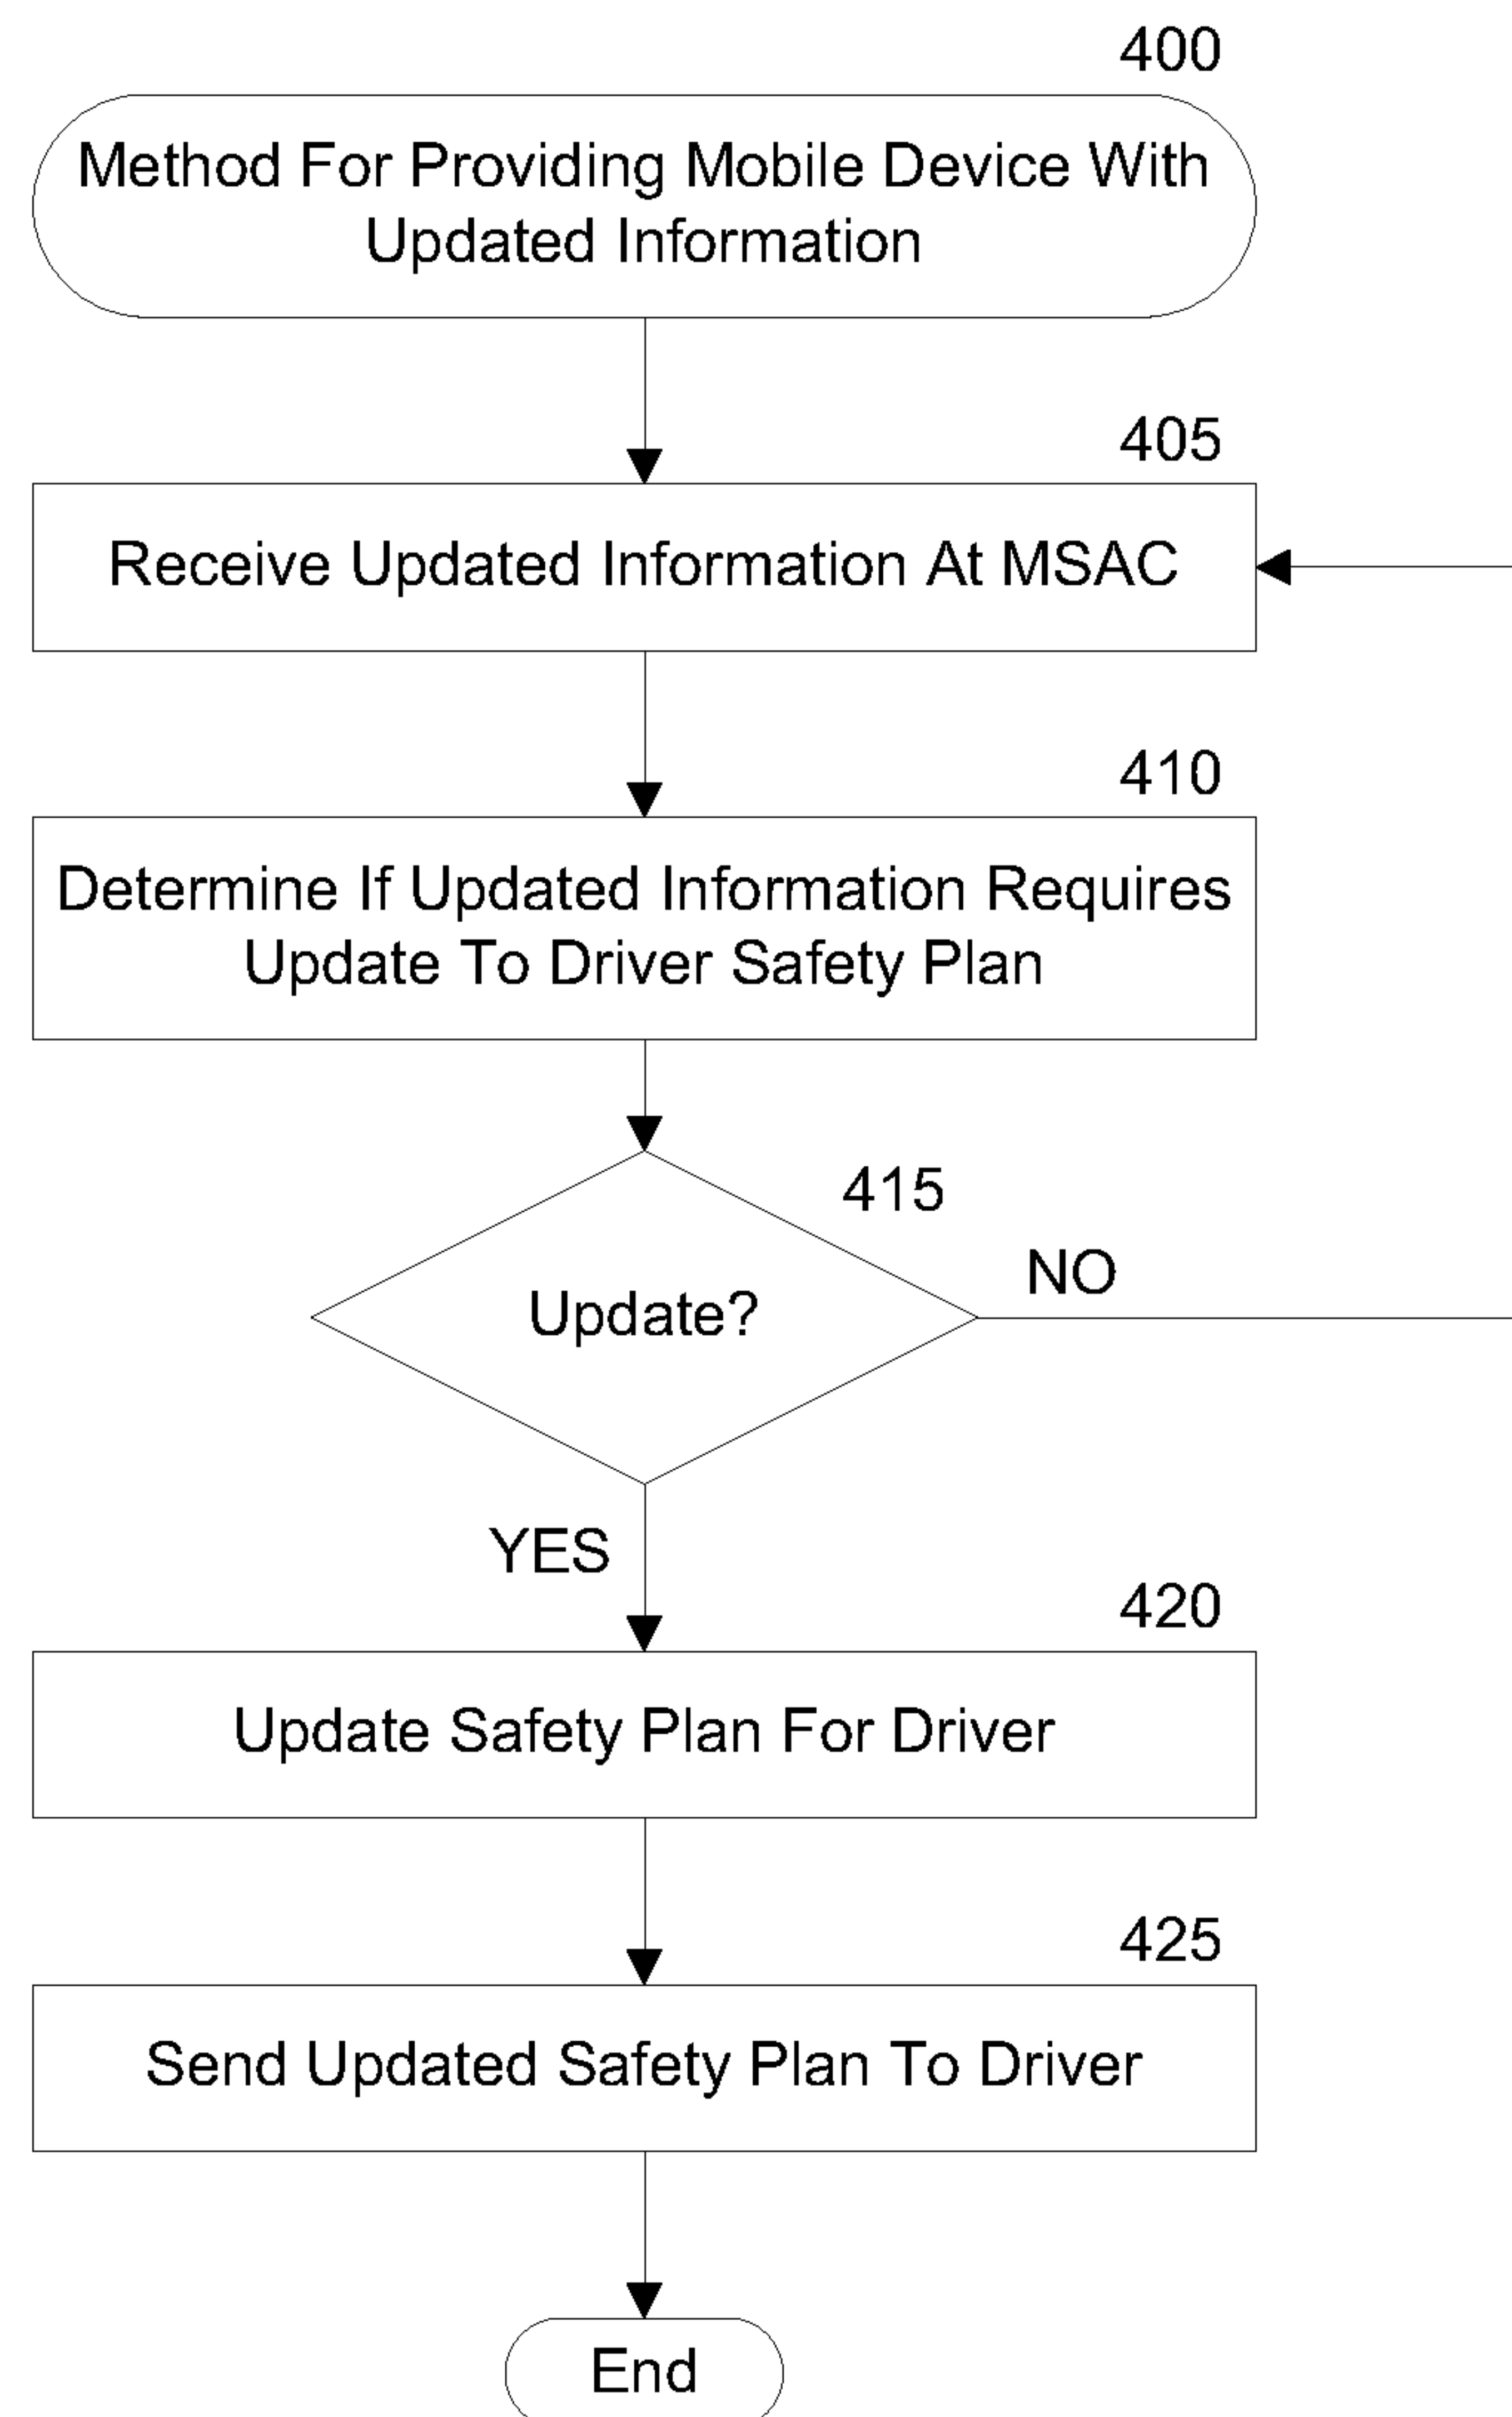 400
Method For Providing Mobile Device With
Updated Information
405
Receive Updated Information At MSAC
410
Determine If Updated Information Requires
Update To Driver Safety Plan
415
Update?
NO
YES
420
Update Safety Plan For Driver
425
Send Updated Safety Plan To Driver
End